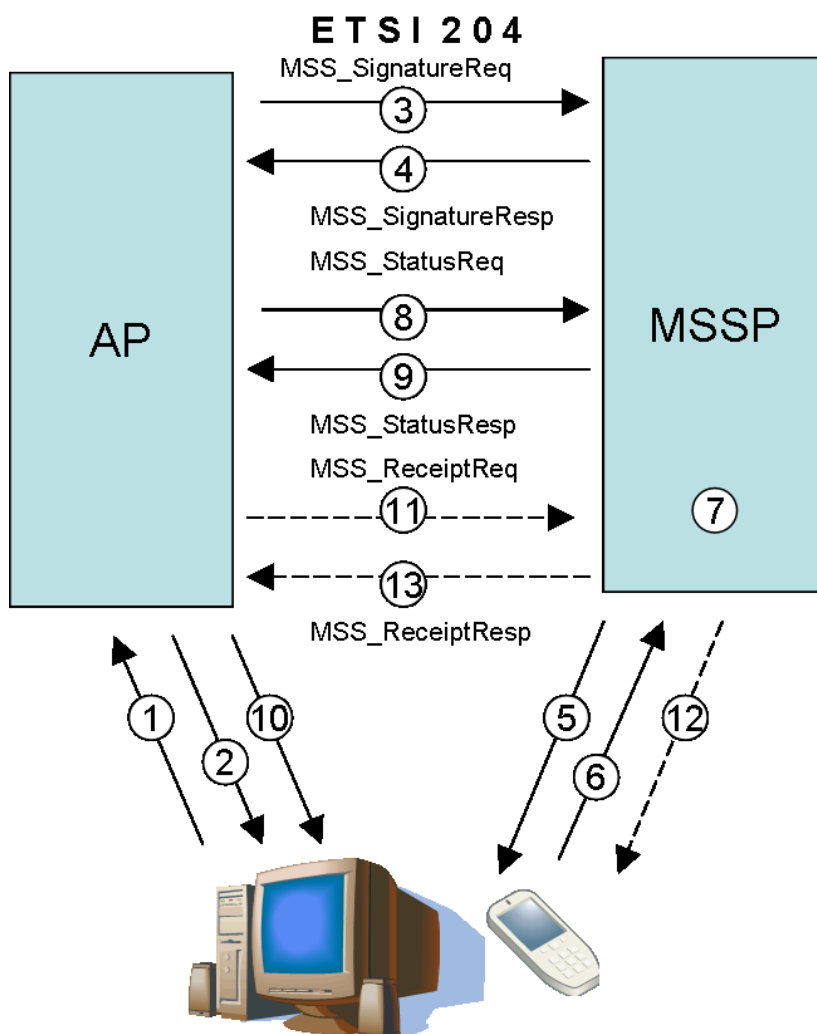 ETSI 204
MSS_SignatureReq
3
4
MSS_SignatureResp
MSS_StatusReq
AP
MSSP
8
9
MSS_StatusResp
MSS_ReceiptReq
11
7
13
MSS_ReceiptResp
1
10
5
12
2
6